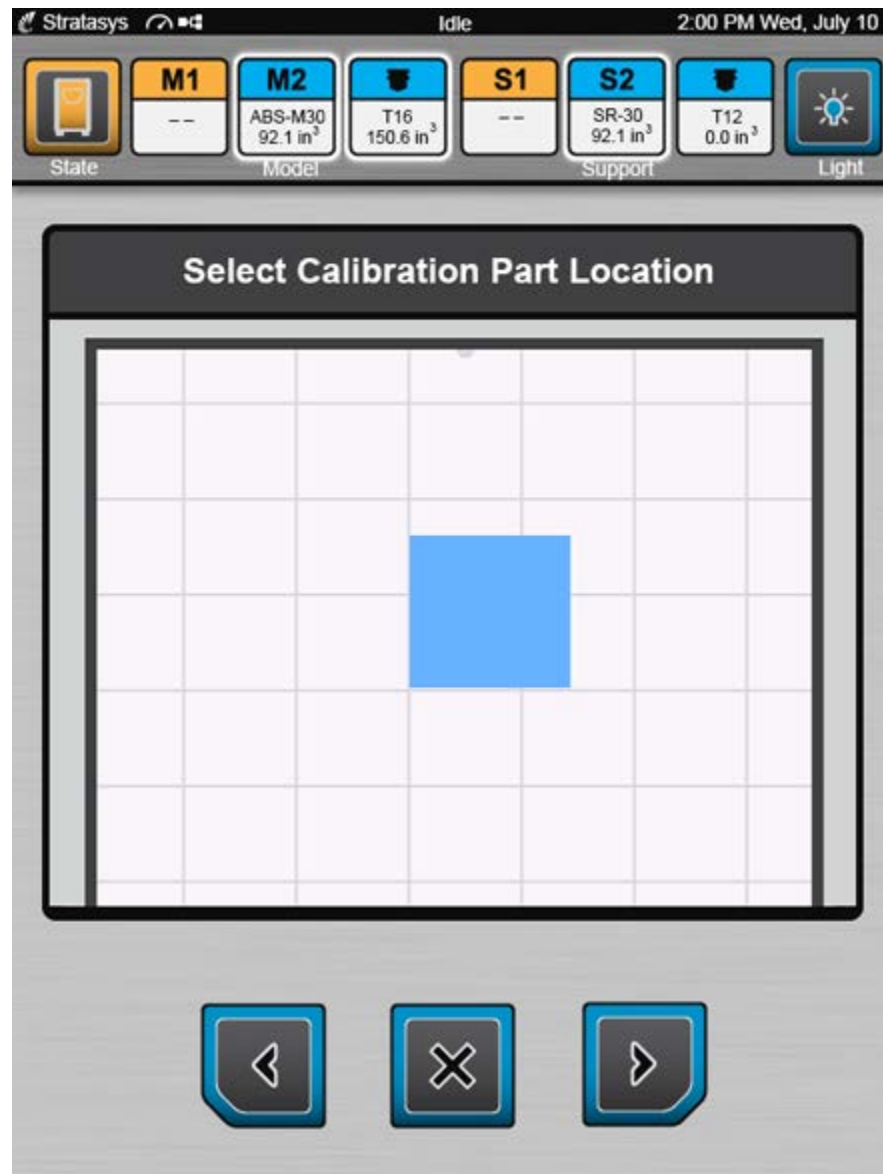 Stratasys Idle 2:00 PM Wed, July 10
M1 M2 S1 S2
-- ABS-M30 T16 -- SR-30 T12
92.1 in³ 150.6 in³ 92.1 in³ 0.0 in³
State Model Support Light
Select Calibration Part Location